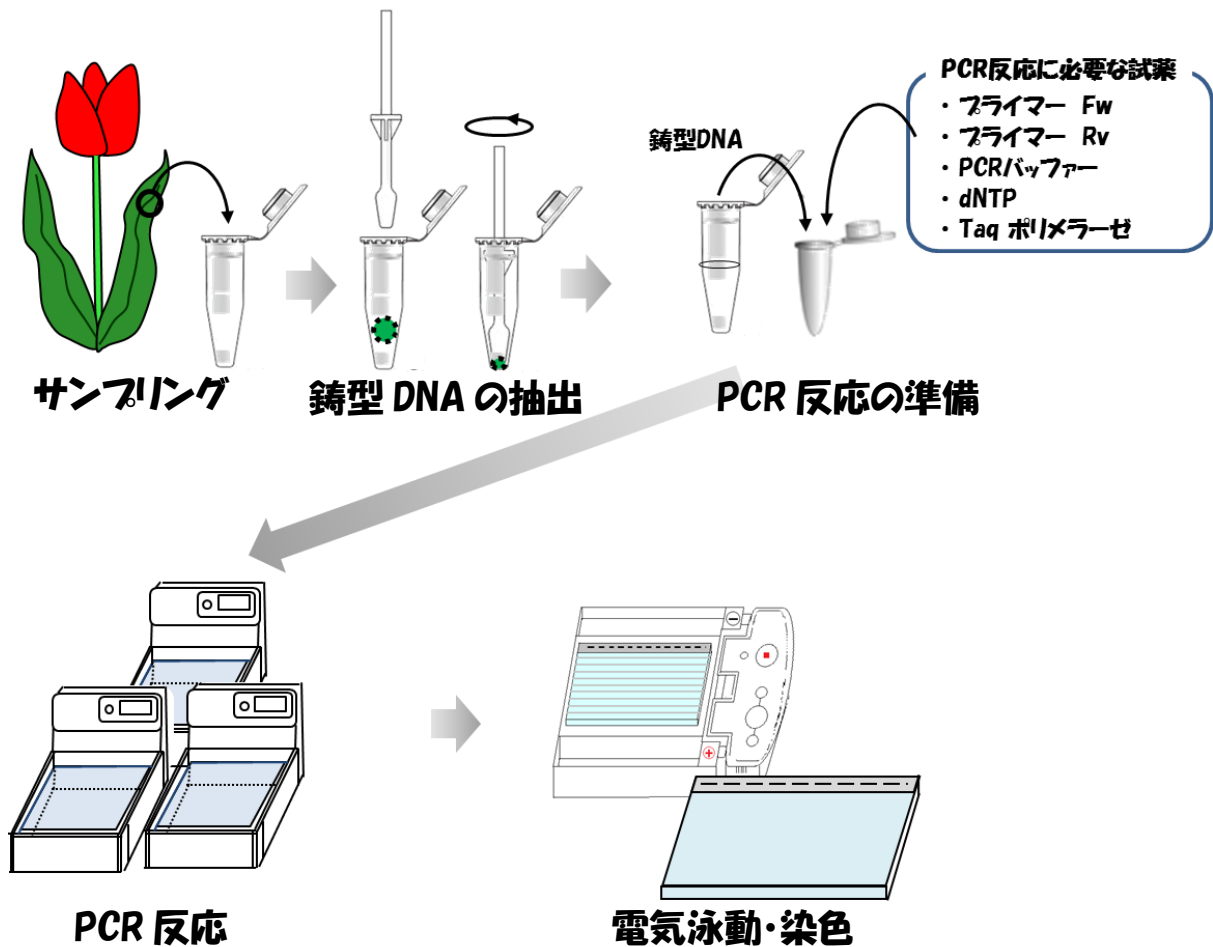 PCR反応に必要な試薬
・プライマー Fw
・プライマー Rv
・PCRバッファー
・dNTP
・Taq ポリメラーゼ
鋳型DNA
サンプリング
鋳型 DNA の抽出
PCR 反応の準備
PCR 反応
電気泳動・染色